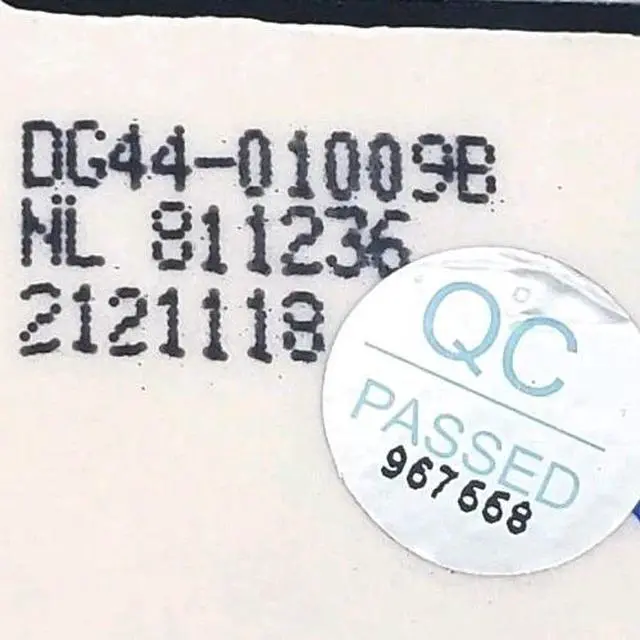 DG44-01009B
NL 811236
2121118
QC
PASSED
967668